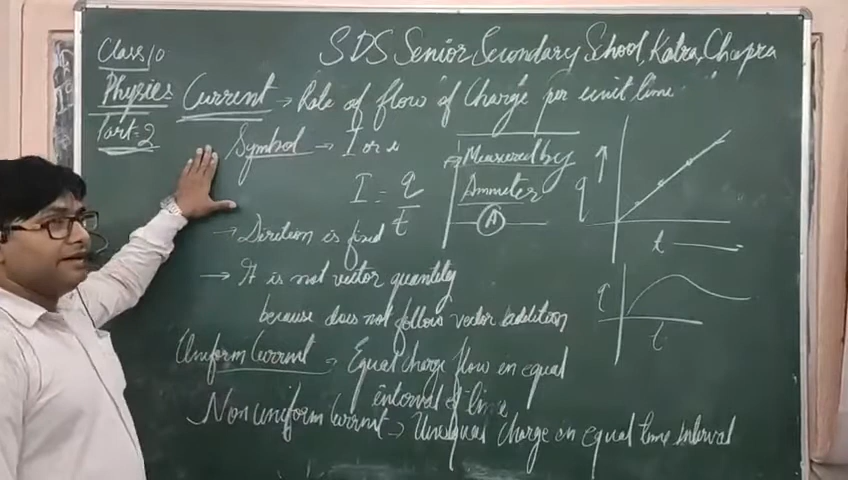 Class 10
SDS Senior Secondary School, Katra, Chapra
Physics
Part-2
Current → Rate of flow of Charge per unit time
Symbol → I or i
I = q/t
Measured by
Ammeter
A
→ Direction is fixed
→ It is not vector quantity
because does not follow vector addition
q
t
q
t
Uniform Current → Equal charge flow in equal
interval of time
Non uniform Current → Unequal charge in equal time interval